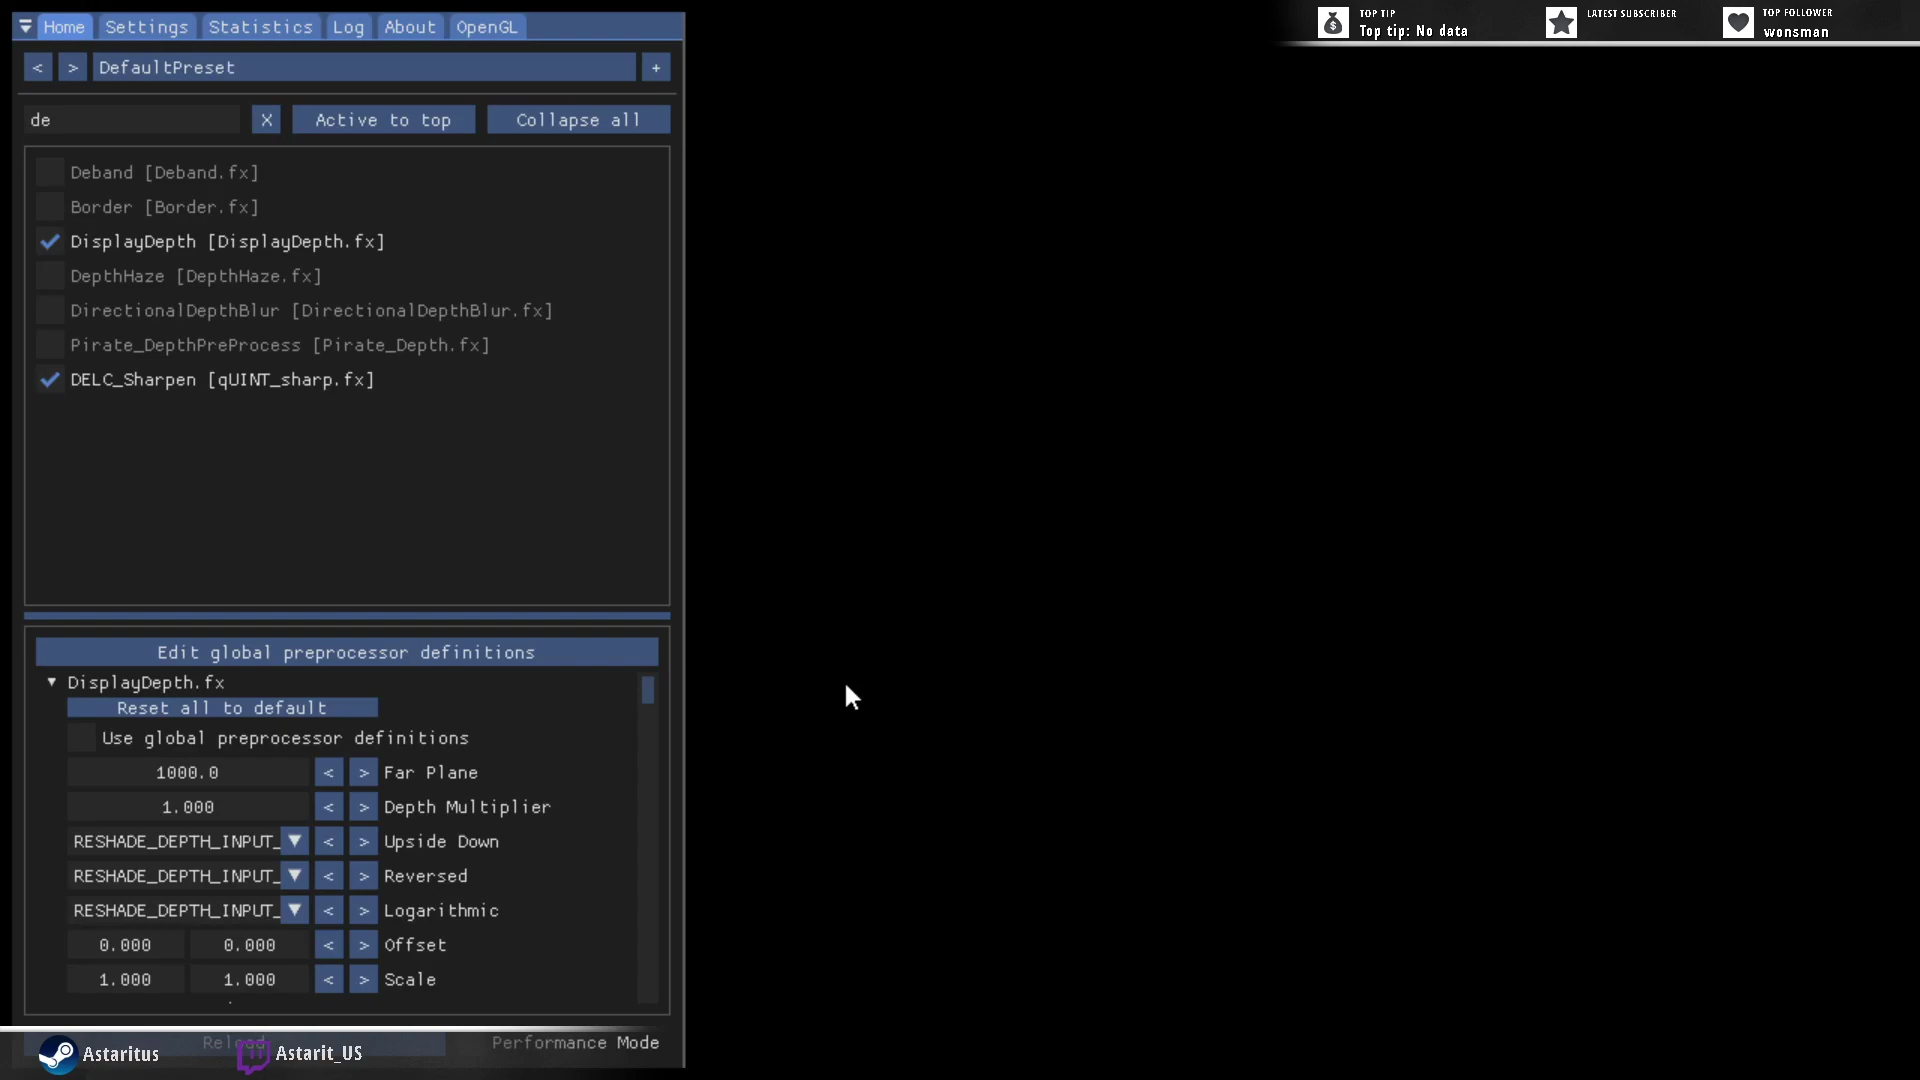 Home Settings Statistics Log About OpenGL
TOP TIP
Top tip: No data
LATEST SUBSCRIBER
TOP FOLLOWER
wonsman
< > DefaultPreset +
de X Active to top Collapse all
Deband [Deband.fx]
Border [Border.fx]
DisplayDepth [DisplayDepth.fx]
DepthHaze [DepthHaze.fx]
DirectionalDepthBlur [DirectionalDepthBlur.fx]
Pirate_DepthPreProcess [Pirate_Depth.fx]
DELC_Sharpen [qUINT_sharp.fx]
Edit global preprocessor definitions
DisplayDepth.fx
Reset all to default
Use global preprocessor definitions
1000.0 < > Far Plane
1.000 < > Depth Multiplier
RESHADE_DEPTH_INPUT_ < > Upside Down
RESHADE_DEPTH_INPUT_ < > Reversed
RESHADE_DEPTH_INPUT_ < > Logarithmic
0.000 0.000 < > Offset
1.000 1.000 < > Scale
Reload Performance Mode
Astaritus Astarit_US